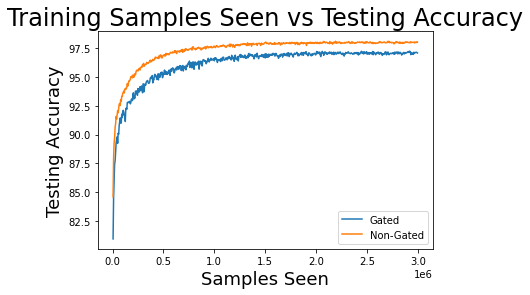 Training Samples Seen vs Testing Accuracy
Testing Accuracy
97.5
95.0
92.5
90.0
87.5
85.0
82.5
Gated
Non-Gated
0.0 0.5 1.0 1.5 2.0 2.5 3.0
1e6
Samples Seen